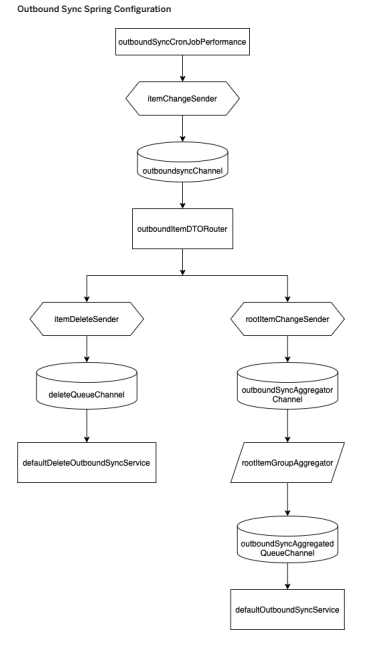 Outbound Sync Spring Configuration
outboundSyncCronJobPerformance
itemChangeSender
outboundsyncChannel
outboundItemDTORouter
itemDeleteSender
rootItemChangeSender
deleteQueueChannel
outboundSyncAggregator
Channel
defaultDeleteOutboundSyncService
rootItemGroupAggregator
outboundSyncAggregated
QueueChannel
defaultOutboundSyncService